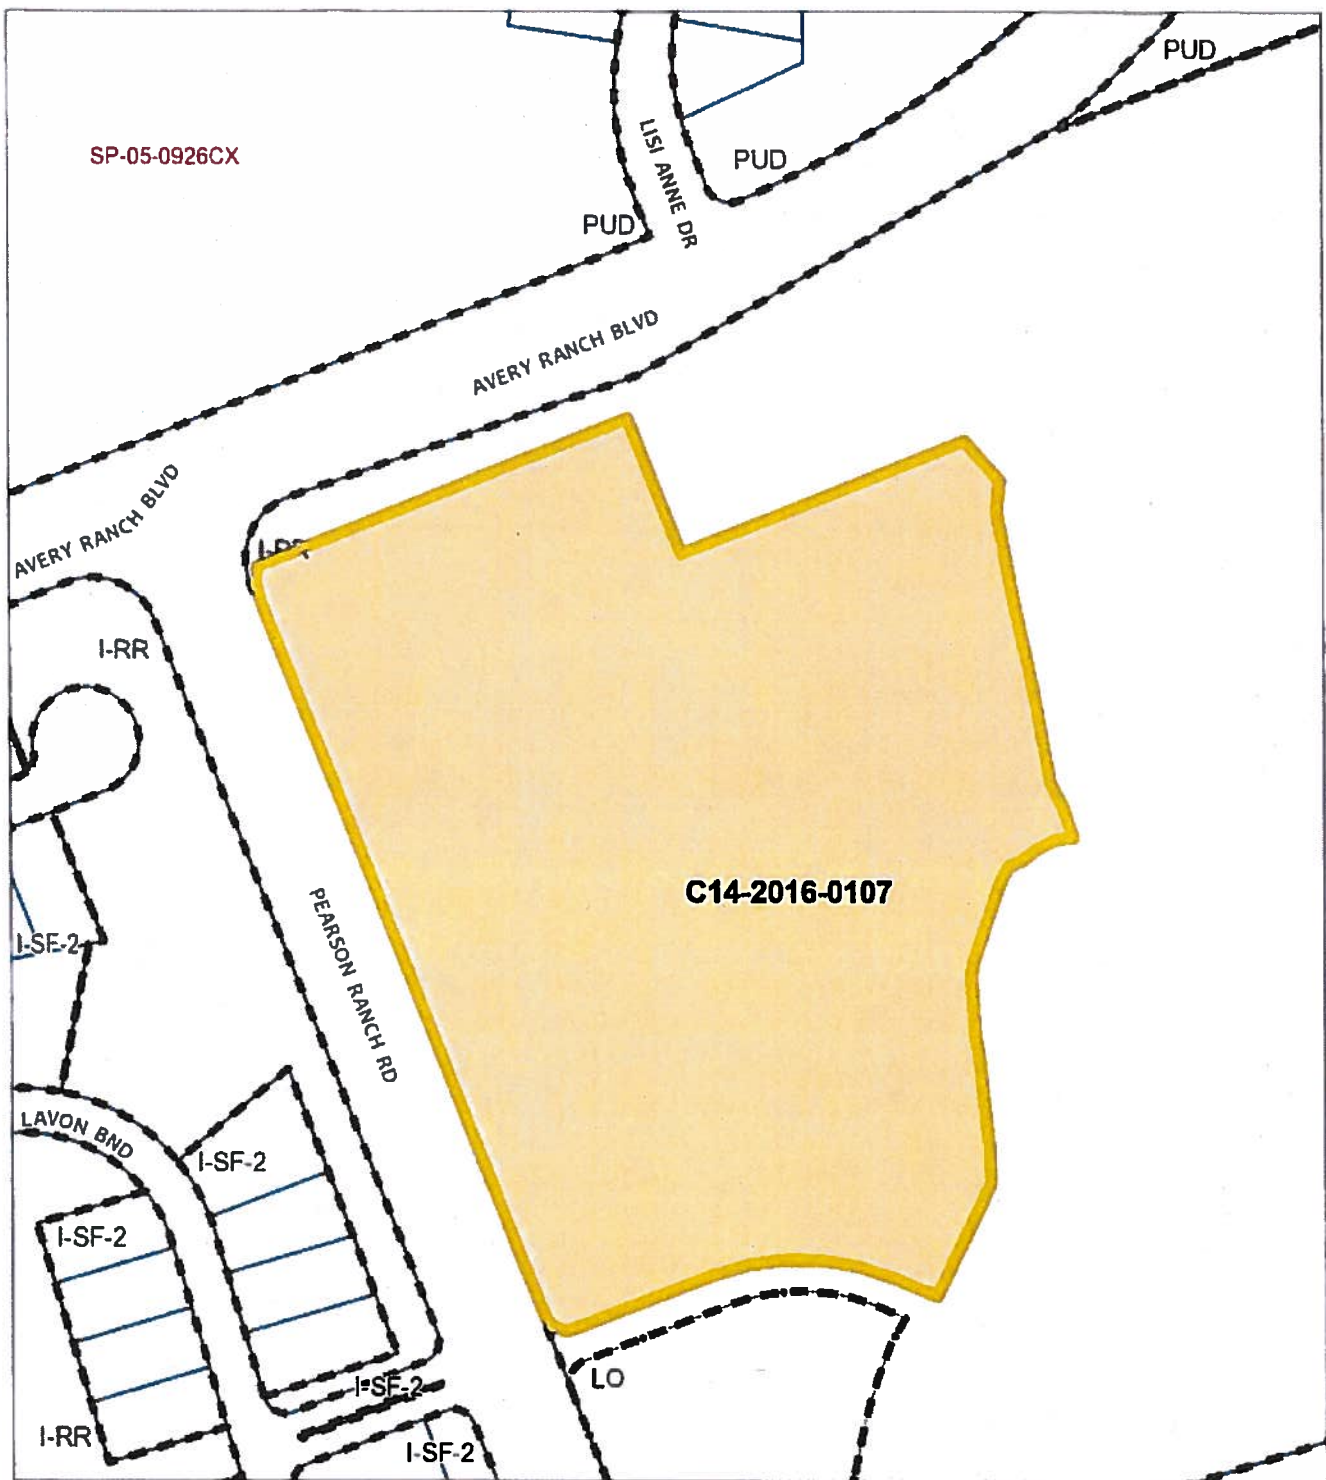 PUD
SP-05-0926CX
LISI ANNE DR
PUD
PUD
AVERY RANCH BLVD
AVERY RANCH BLVD
I-RR
I-RR
C14-2016-0107
PEARSON RANCH RD
I-SF-2
LAVON BND
I-SF-2
I-SF-2
LO
I-SF-2
I-RR
I-SF-2